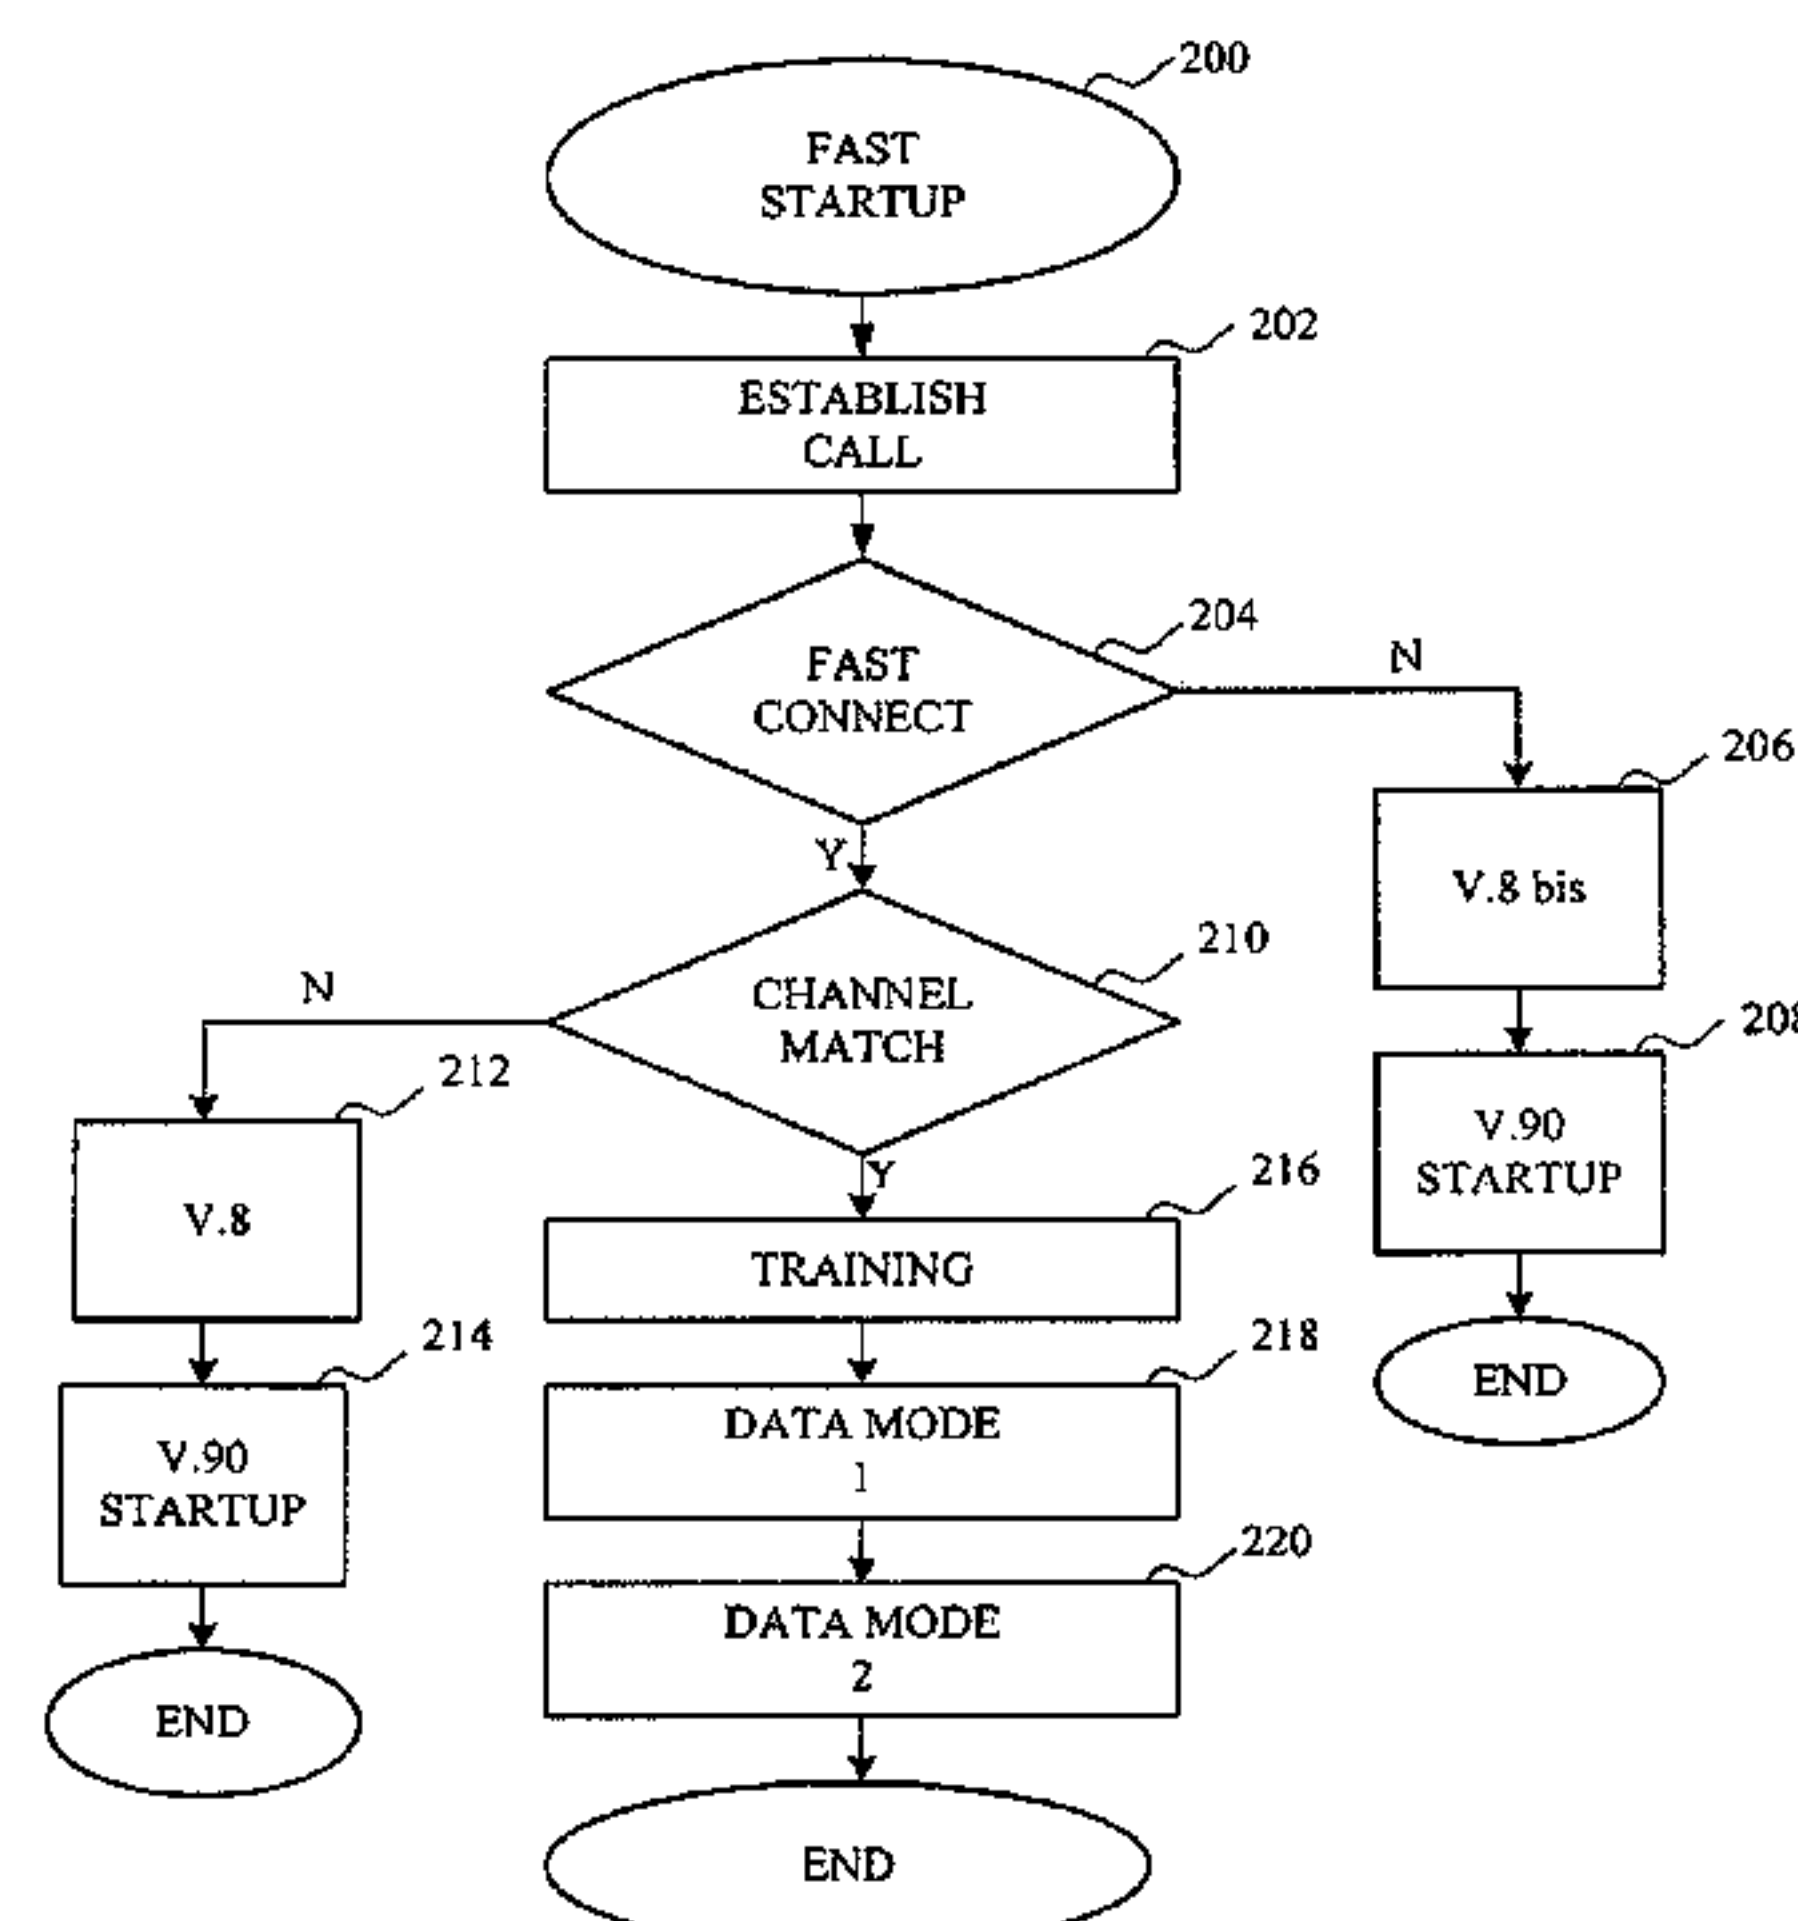 200
FAST
STARTUP
202
ESTABLISH
CALL
204
FAST
CONNECT
N
206
V.8 bis
Y
210
CHANNEL
MATCH
N
208
V.90
STARTUP
212
V.8
Y
216
TRAINING
END
214
V.90
STARTUP
218
DATA MODE
1
220
DATA MODE
2
END
END